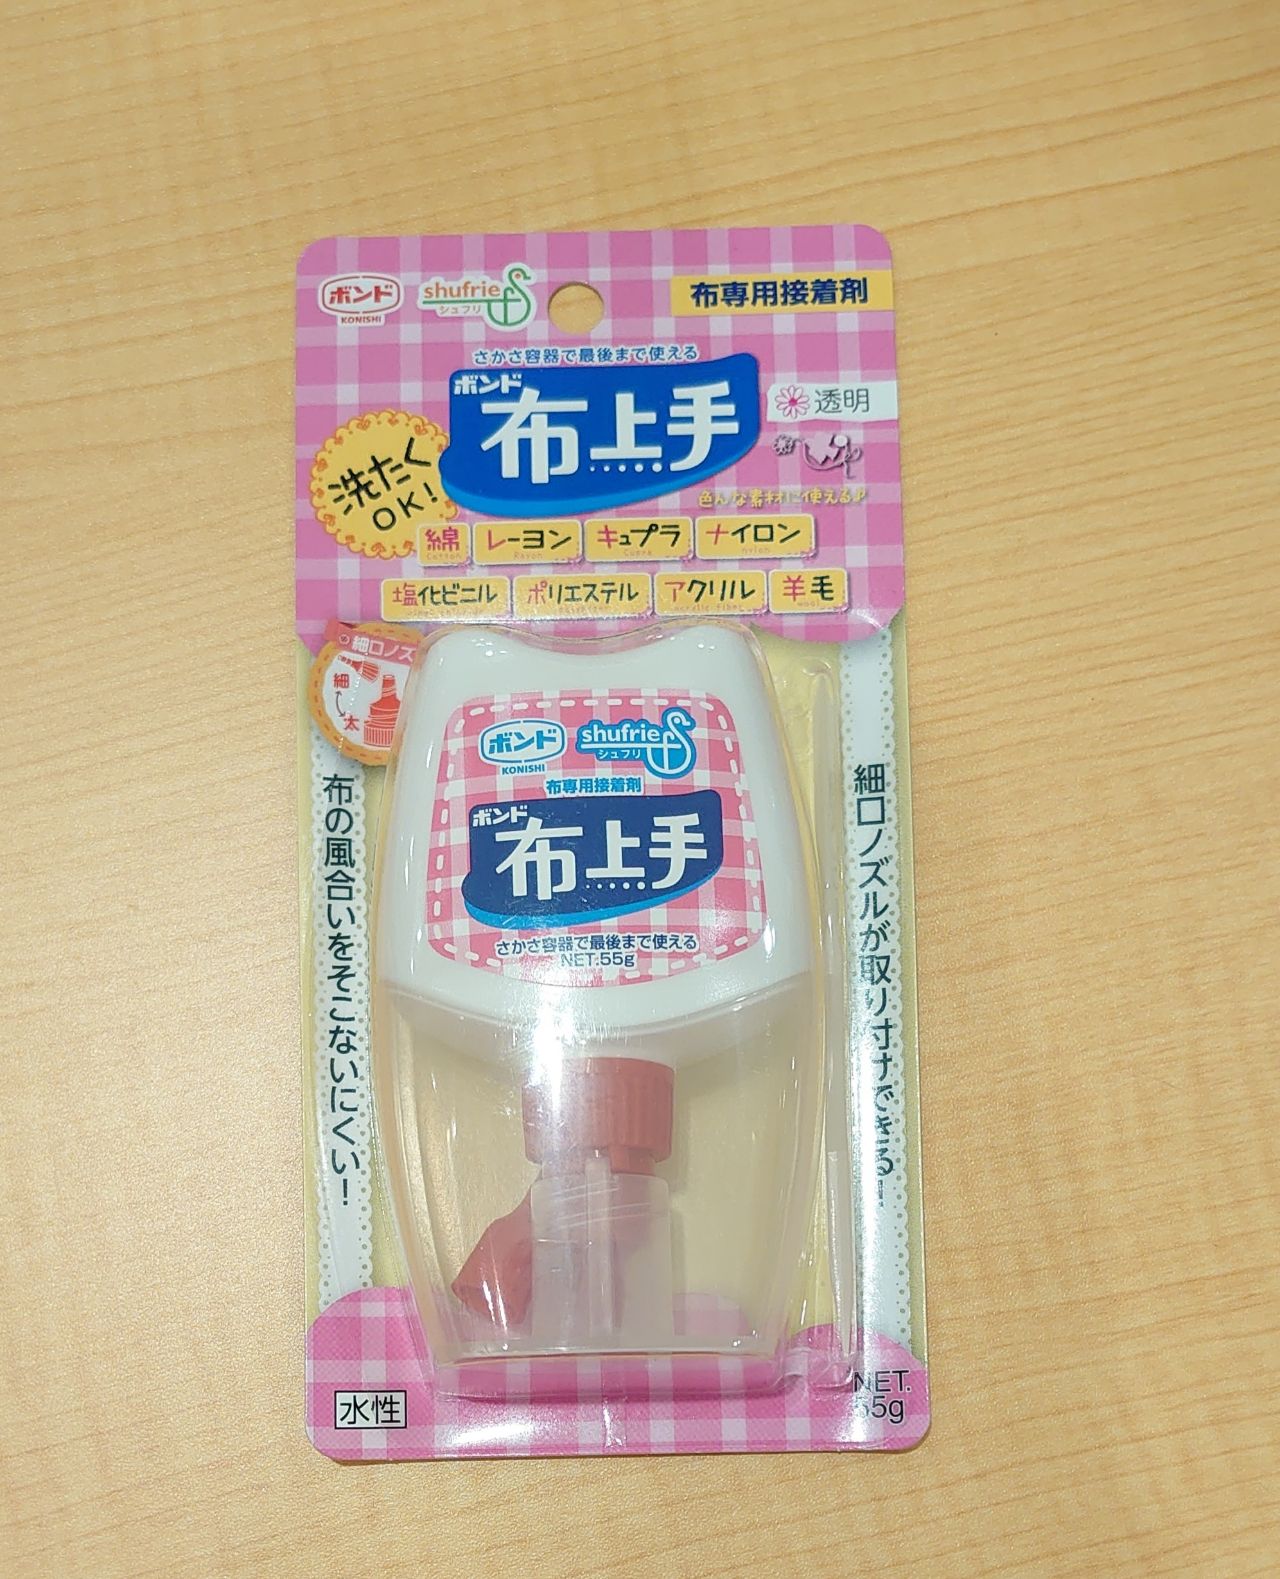 ボンド
KONISHI
shufrie
シュフリ
布専用接着剤
さかさ容器で最後まで使える
ボンド
布上手
透明
洗たく
OK!
色んな素材に使える♪
綿
Cotton
レーヨン
Rayon
キュプラ
Cupra
ナイロン
nylon
塩化ビニル
ポリエステル
アクリル
acrylic fiber
羊毛
wool
細口ノズ
細
太
ボンド
KONISHI
shufrie
シュフリ
布専用接着剤
ボンド
布上手
さかさ容器で最後まで使える
NET.55g
布の風合いをそこないにくい!
細口ノズルが取り付けできる!
水性
NET.
55g